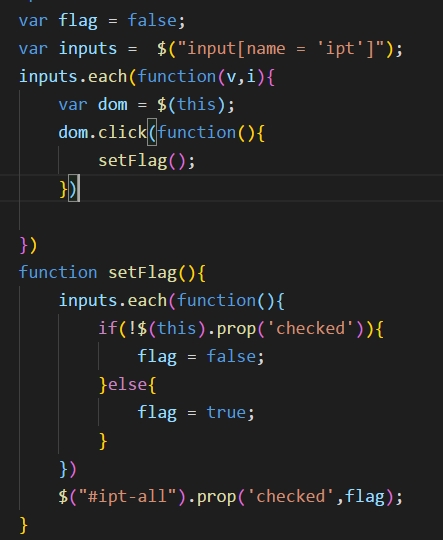 var flag = false;
var inputs =  $("input[name = 'ipt']");
inputs.each(function(v,i){
    var dom = $(this);
    dom.click(function(){
        setFlag();
    })

})
function setFlag(){
    inputs.each(function(){
        if(!$(this).prop('checked')){
            flag = false;
        }else{
            flag = true;
        }
    })
    $("#ipt-all").prop('checked',flag);
}